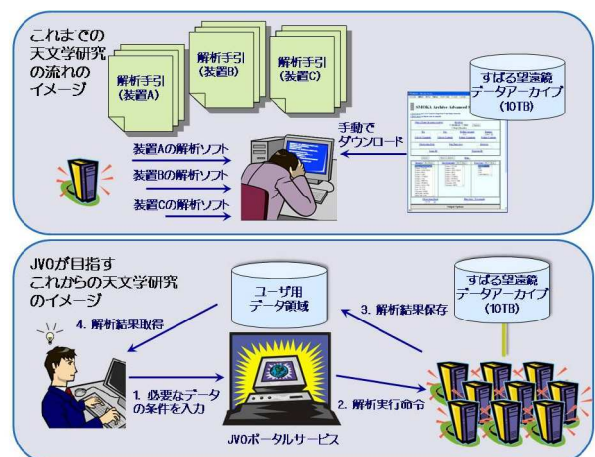 これまでの
天文学研究
の流れの
イメージ
解析手引
(装置A)
解析手引
(装置B)
解析手引
(装置C)
すばる望遠鏡
データアーカイブ
(10TB)
手動で
ダウンロード
装置Aの解析ソフト
装置Bの解析ソフト
装置Cの解析ソフト
JVOが目指す
これからの天文学研究
のイメージ
ユーザ用
データ領域
すばる望遠鏡
データアーカイブ
(10TB)
4. 解析結果取得
3. 解析結果保存
1. 必要なデータ
の条件を入力
2. 解析実行命令
JVOポータルサービス